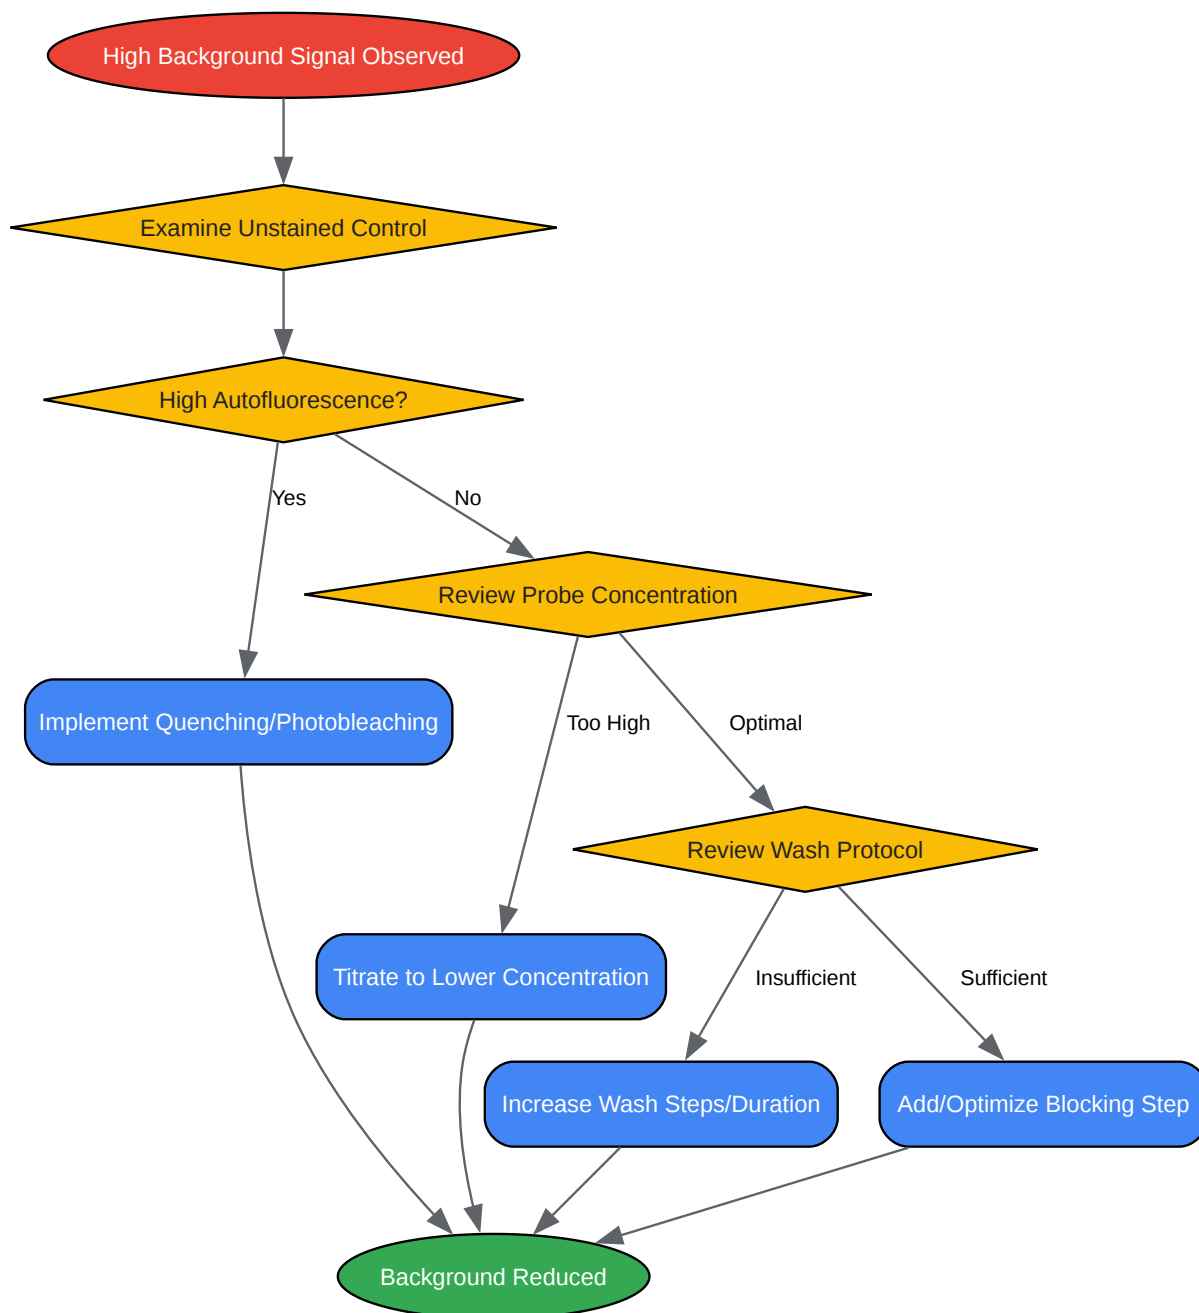 High Background Signal Observed
Examine Unstained Control
High Autofluorescence?
Yes
No
Review Probe Concentration
Implement Quenching/Photobleaching
Too High
Optimal
Review Wash Protocol
Titrate to Lower Concentration
Insufficient
Sufficient
Increase Wash Steps/Duration
Add/Optimize Blocking Step
Background Reduced